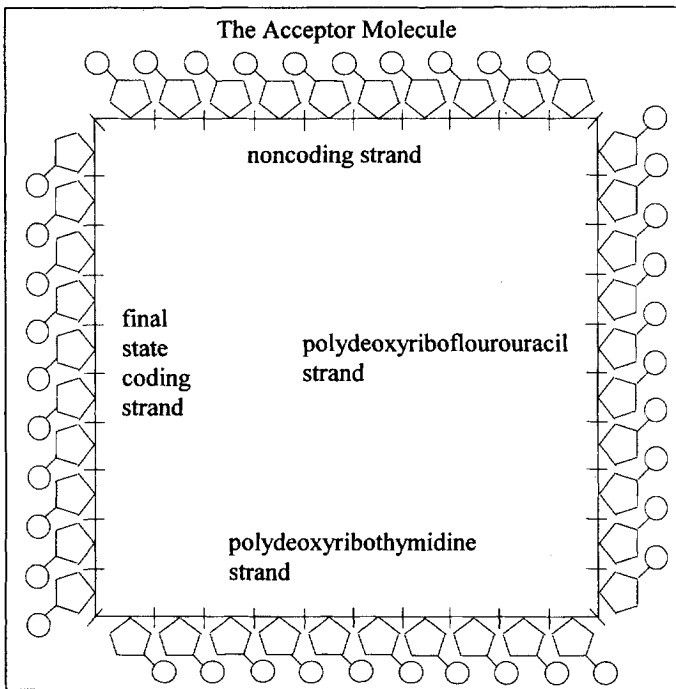 The Acceptor Molecule
noncoding strand
final
state
coding
strand
polydeoxyriboflourouracil
strand
polydeoxyribothymidine
strand